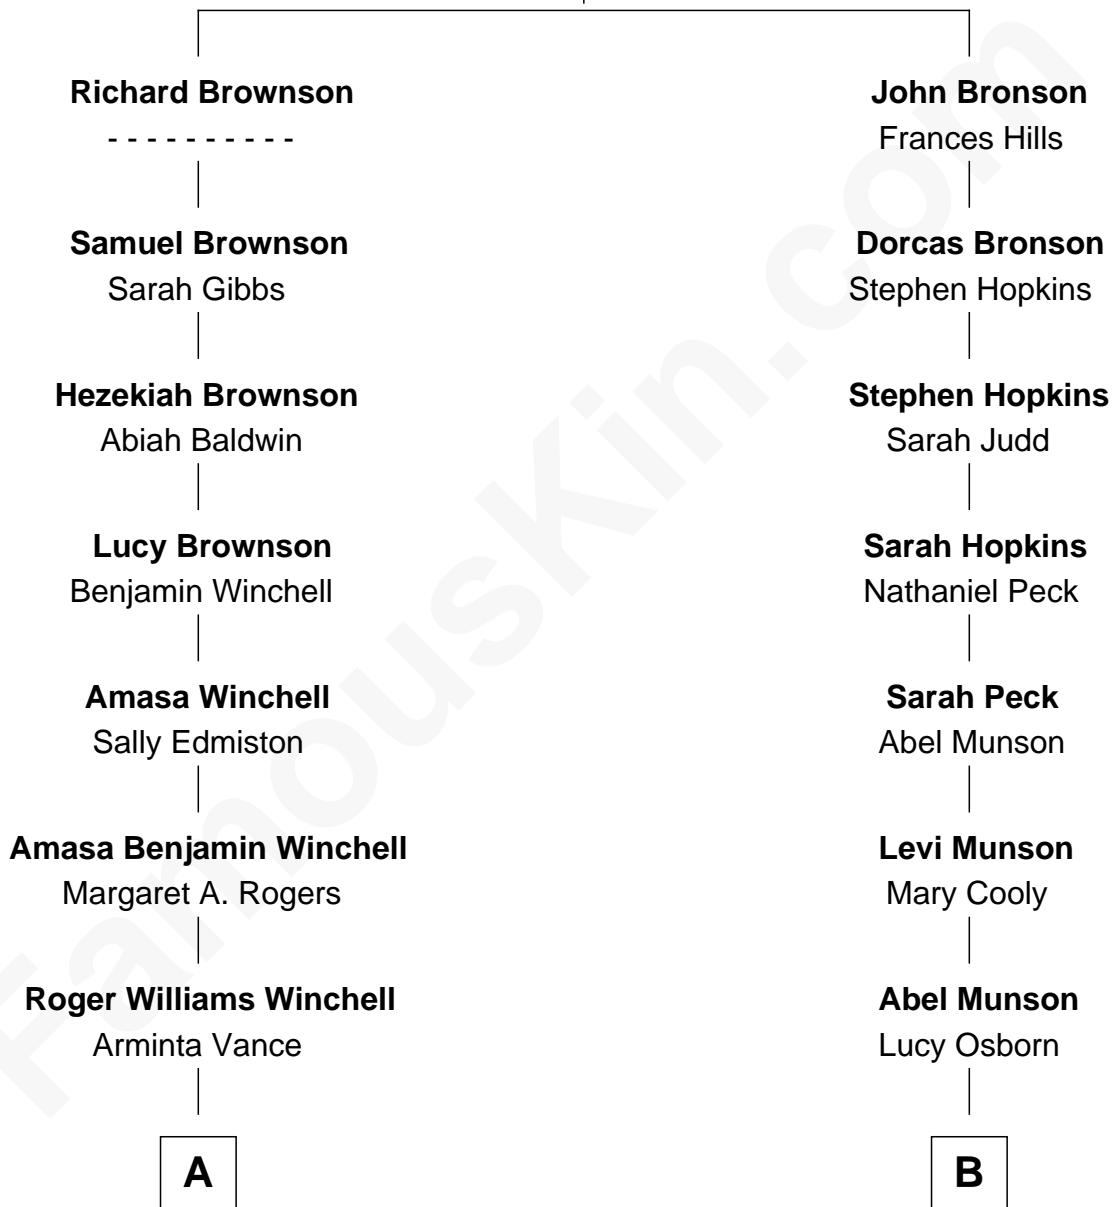 Richard Brownson
- - - - - - - - - -
Samuel Brownson
Sarah Gibbs
Hezekiah Brownson
Abiah Baldwin
Lucy Brownson
Benjamin Winchell
Amasa Winchell
Sally Edmiston
Amasa Benjamin Winchell
Margaret A. Rogers
Roger Williams Winchell
Arminta Vance
A
John Bronson
Frances Hills
Dorcas Bronson
Stephen Hopkins
Stephen Hopkins
Sarah Judd
Sarah Hopkins
Nathaniel Peck
Sarah Peck
Abel Munson
Levi Munson
Mary Cooly
Abel Munson
Lucy Osborn
B
FamousKin.com